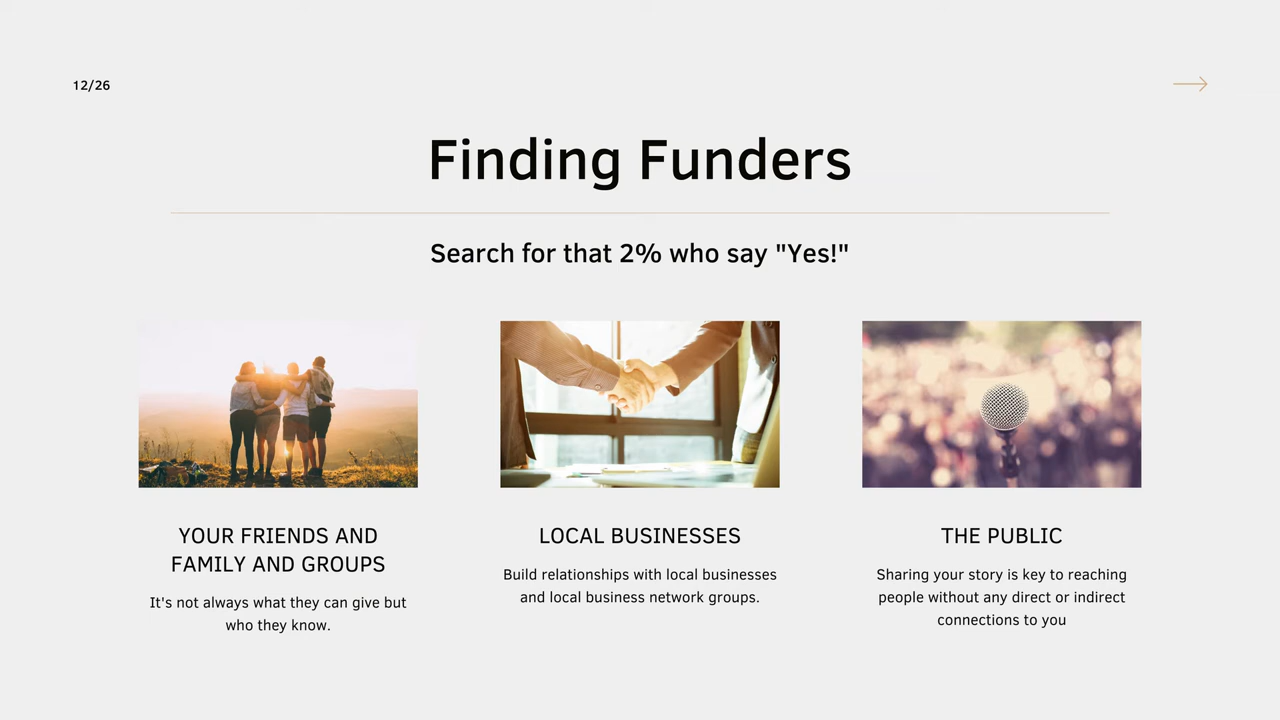 12/26
Finding Funders
Search for that 2% who say "Yes!"
YOUR FRIENDS AND
FAMILY AND GROUPS
It's not always what they can give but
who they know.
LOCAL BUSINESSES
Build relationships with local businesses
and local business network groups.
THE PUBLIC
Sharing your story is key to reaching
people without any direct or indirect
connections to you